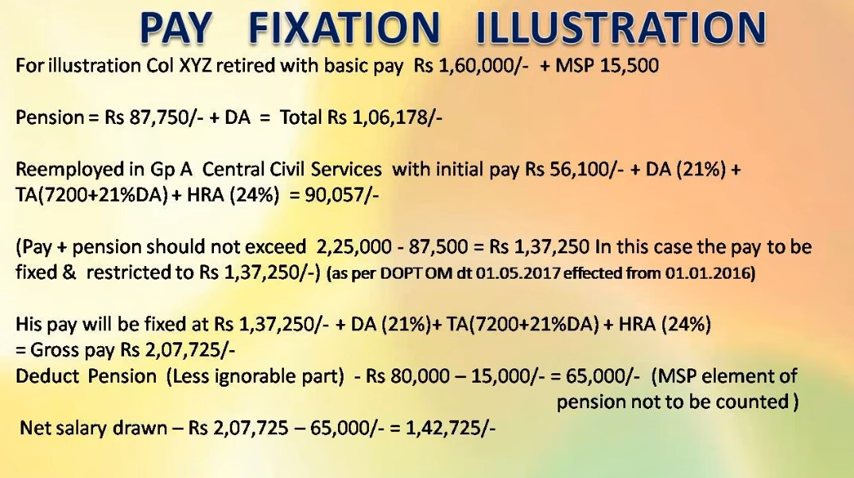 PAY FIXATION ILLUSTRATION
For illustration Col XYZ retired with basic pay Rs 1,60,000/- + MSP 15,500
Pension = Rs 87,750/- + DA = Total Rs 1,06,178/-
Reemployed in Gp A Central Civil Services with initial pay Rs 56,100/- + DA (21%) +
TA(7200+21%DA) + HRA (24%) = 90,057/-
(Pay + pension should not exceed 2,25,000 - 87,500 = Rs 1,37,250 In this case the pay to be
fixed & restricted to Rs 1,37,250/-) (as per DOPT OM dt 01.05.2017 effected from 01.01.2016)
His pay will be fixed at Rs 1,37,250/- + DA (21%)+ TA(7200+21%DA) + HRA (24%)
= Gross pay Rs 2,07,725/-
Deduct Pension (Less ignorable part) - Rs 80,000 – 15,000/- = 65,000/- (MSP element of
pension not to be counted )
Net salary drawn – Rs 2,07,725 – 65,000/- = 1,42,725/-